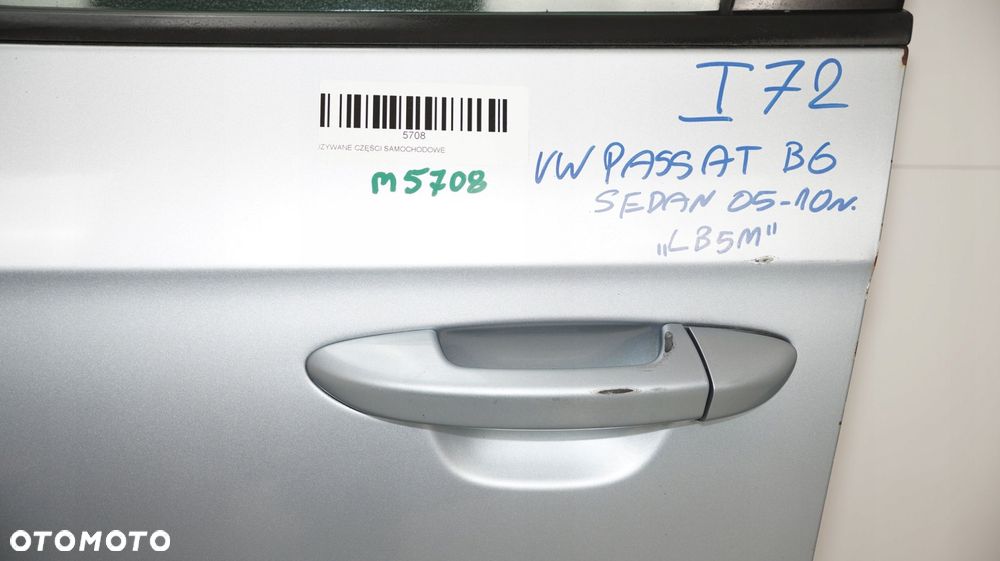 I72
5708
UŻYWANE CZĘŚCI SAMOCHODOWE
M5708
VW PASSAT B6
SEDAN 05-10r.
„LB5M"
OTOMOTO